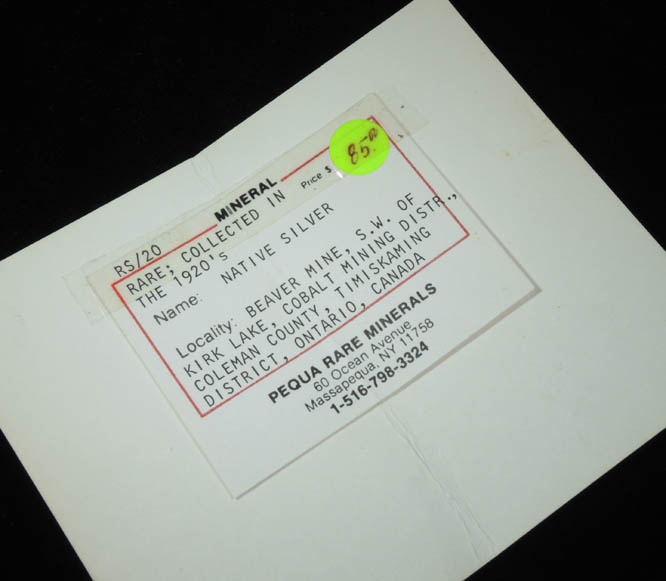 MINERAL
Price $ 85.00
RS/20
RARE; COLLECTED IN
THE 1920's
Name: NATIVE SILVER
Locality: BEAVER MINE, S.W. OF
KIRK LAKE, COBALT MINING DISTR.,
COLEMAN COUNTY, TIMISKAMING
DISTRICT, ONTARIO, CANADA
PEQUA RARE MINERALS
60 Ocean Avenue
Massapequa, NY 11758
1-516-798-3324